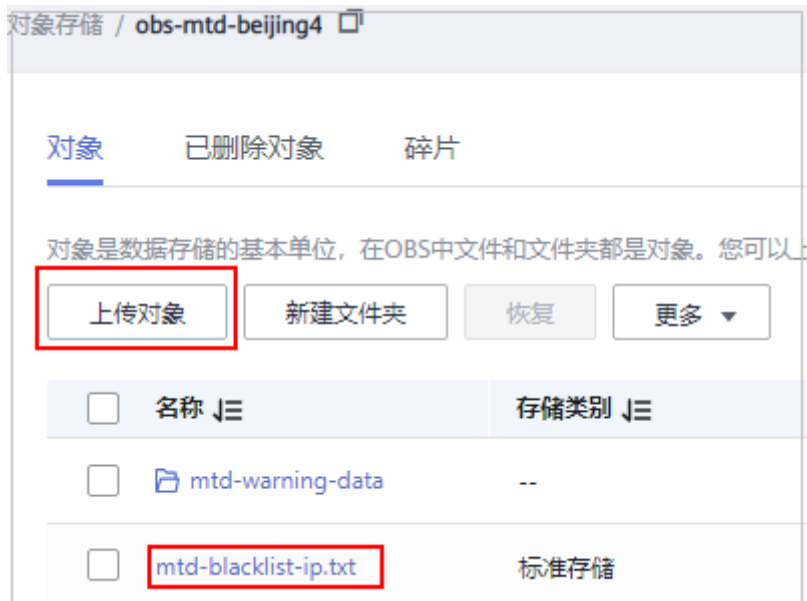 对象存储 / obs-mtd-beijing4
对象 已删除对象 碎片
对象是数据存储的基本单位，在OBS中文件和文件夹都是对象。您可以上
上传对象 新建文件夹 恢复 更多
名称 存储类别
mtd-warning-data --
mtd-blacklist-ip.txt 标准存储